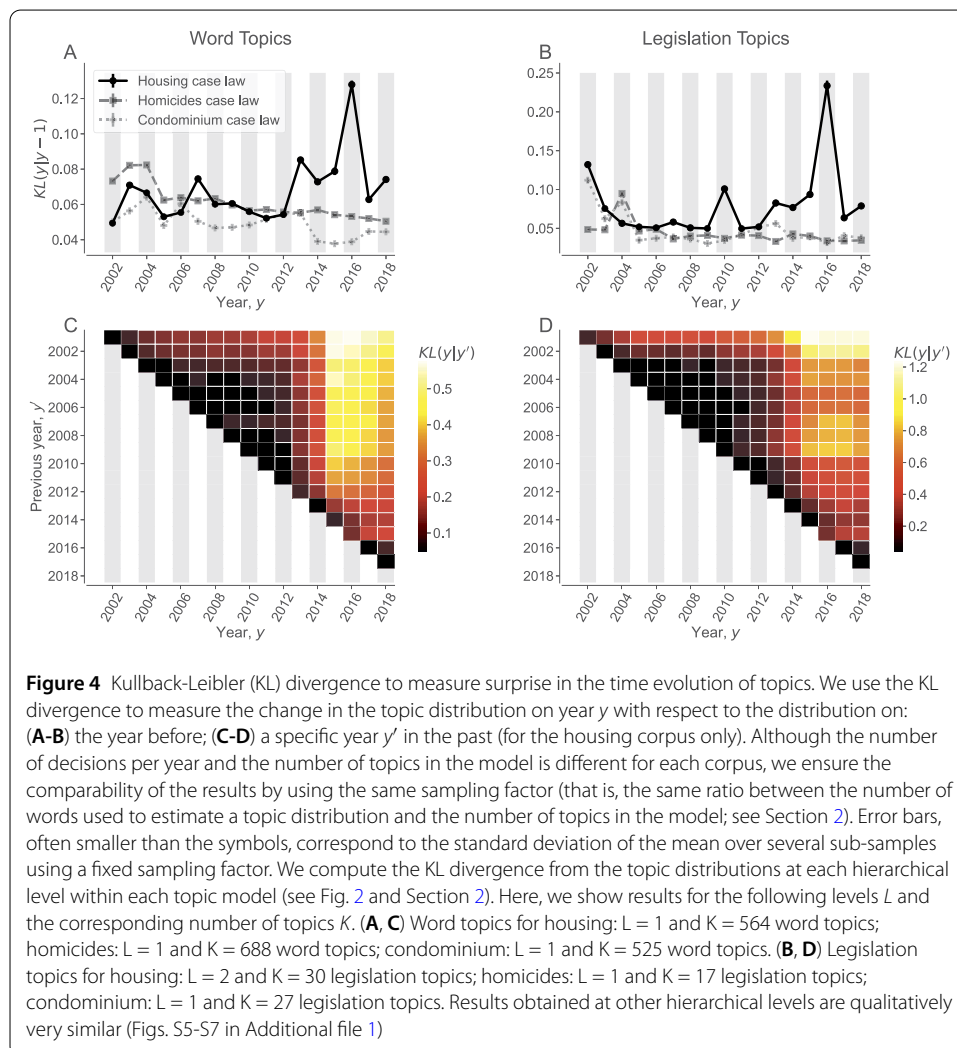 Word Topics
Legislation Topics
A
B
Housing case law
Homicides case law
Condominium case law
KL(y|y − 1)
0.12
0.10
0.08
0.06
0.04
0.25
0.20
0.15
0.10
0.05
2002
2004
2006
2008
2010
2012
2014
2016
2018
Year, y
2002
2004
2006
2008
2010
2012
2014
2016
2018
Year, y
C
D
Previous year, y′
2002
2004
2006
2008
2010
2012
2014
2016
2018
KL(y|y′)
0.5
0.4
0.3
0.2
0.1
2002
2004
2006
2008
2010
2012
2014
2016
2018
KL(y|y′)
1.2
1.0
0.8
0.6
0.4
0.2
2002
2004
2006
2008
2010
2012
2014
2016
2018
Year, y
2002
2004
2006
2008
2010
2012
2014
2016
2018
Year, y
Figure 4 Kullback-Leibler (KL) divergence to measure surprise in the time evolution of topics. We use the KL
divergence to measure the change in the topic distribution on year y with respect to the distribution on:
(A-B) the year before; (C-D) a specific year y′ in the past (for the housing corpus only). Although the number
of decisions per year and the number of topics in the model is different for each corpus, we ensure the
comparability of the results by using the same sampling factor (that is, the same ratio between the number of
words used to estimate a topic distribution and the number of topics in the model; see Section 2). Error bars,
often smaller than the symbols, correspond to the standard deviation of the mean over several sub-samples
using a fixed sampling factor. We compute the KL divergence from the topic distributions at each hierarchical
level within each topic model (see Fig. 2 and Section 2). Here, we show results for the following levels L and
the corresponding number of topics K. (A, C) Word topics for housing: L = 1 and K = 564 word topics;
homicides: L = 1 and K = 688 word topics; condominium: L = 1 and K = 525 word topics. (B, D) Legislation
topics for housing: L = 2 and K = 30 legislation topics; homicides: L = 1 and K = 17 legislation topics;
condominium: L = 1 and K = 27 legislation topics. Results obtained at other hierarchical levels are qualitatively
very similar (Figs. S5-S7 in Additional file 1)